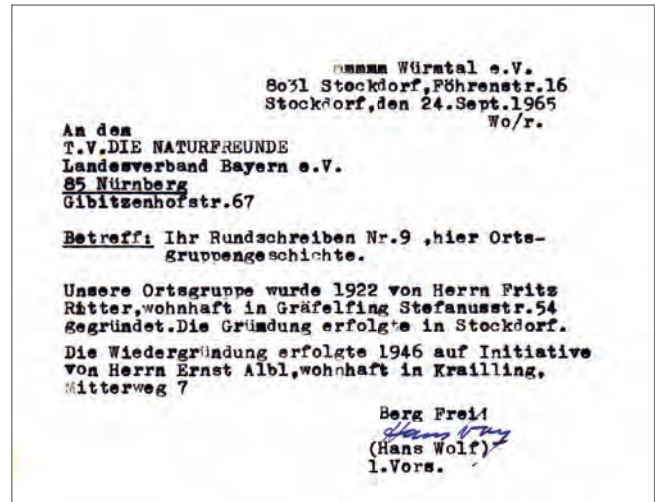 Würmtal e.V.
8031 Stockdorf,Föhrenstr.16
Stockdorf,den 24.Sept.1965
Wo/r.
An den
T.V.DIE NATURFREUNDE
Landesverband Bayern e.V.
85 Nürnberg
Gibitzenhofstr.67
Betreff: Ihr Rundschreiben Nr.9 ,hier Orts-
gruppengeschichte.
Unsere Ortsgruppe wurde 1922 von Herrn Fritz
Ritter,wohnhaft in Gräfelfing Stefanusstr.54
gegründet.Die Gründung erfolgte in Stockdorf.
Die Wiedergründung erfolgte 1946 auf Initiative
von Herrn Ernst Albl,wohnhaft in Krailling,
Mitterweg 7
Berg Frei!
(Hans Wolf)
1.Vors.